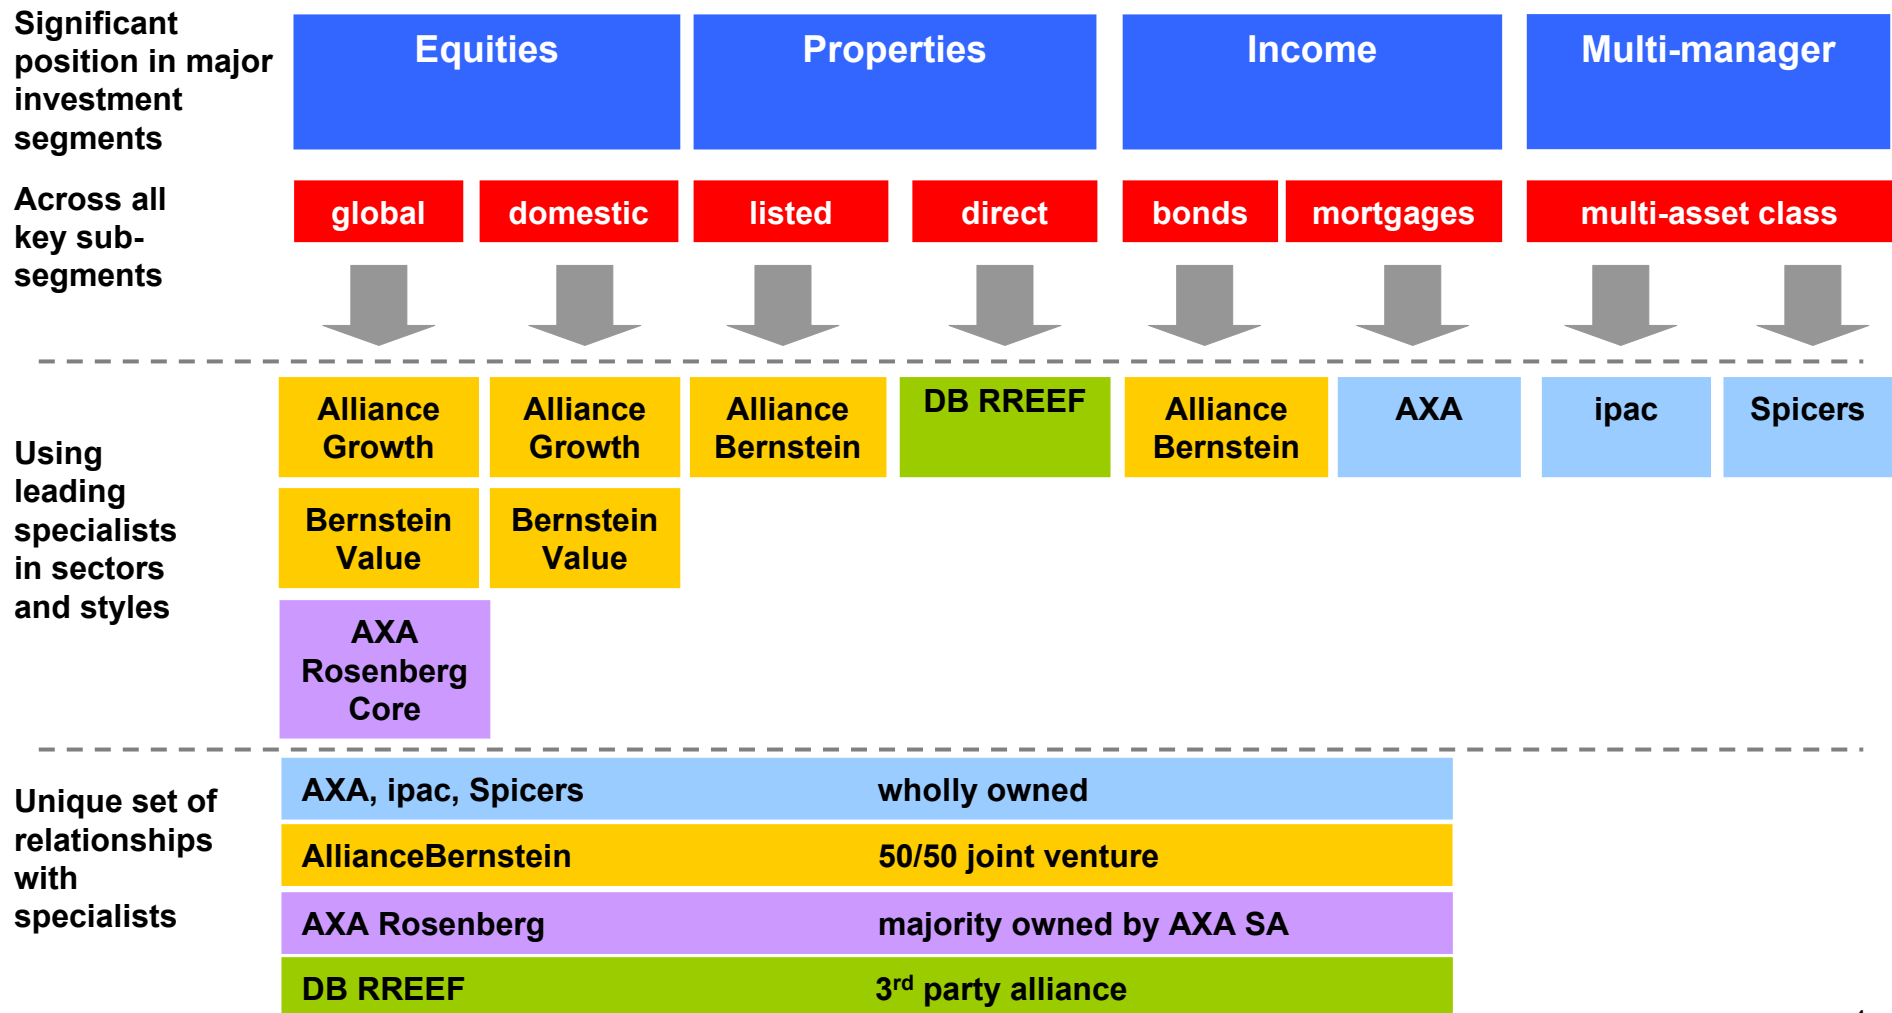 Significant
position in major
investment
segments
Equities
Properties
Income
Multi-manager
Across all
key sub-
segments
global
domestic
listed
direct
bonds
mortgages
multi-asset class
Using
leading
specialists
in sectors
and styles
Alliance
Growth
Alliance
Growth
Alliance
Bernstein
DB RREEF
Alliance
Bernstein
AXA
ipac
Spicers
Bernstein
Value
Bernstein
Value
AXA
Rosenberg
Core
Unique set of
relationships
with
specialists
AXA, ipac, Spicers wholly owned
AllianceBernstein 50/50 joint venture
AXA Rosenberg majority owned by AXA SA
DB RREEF 3rd party alliance